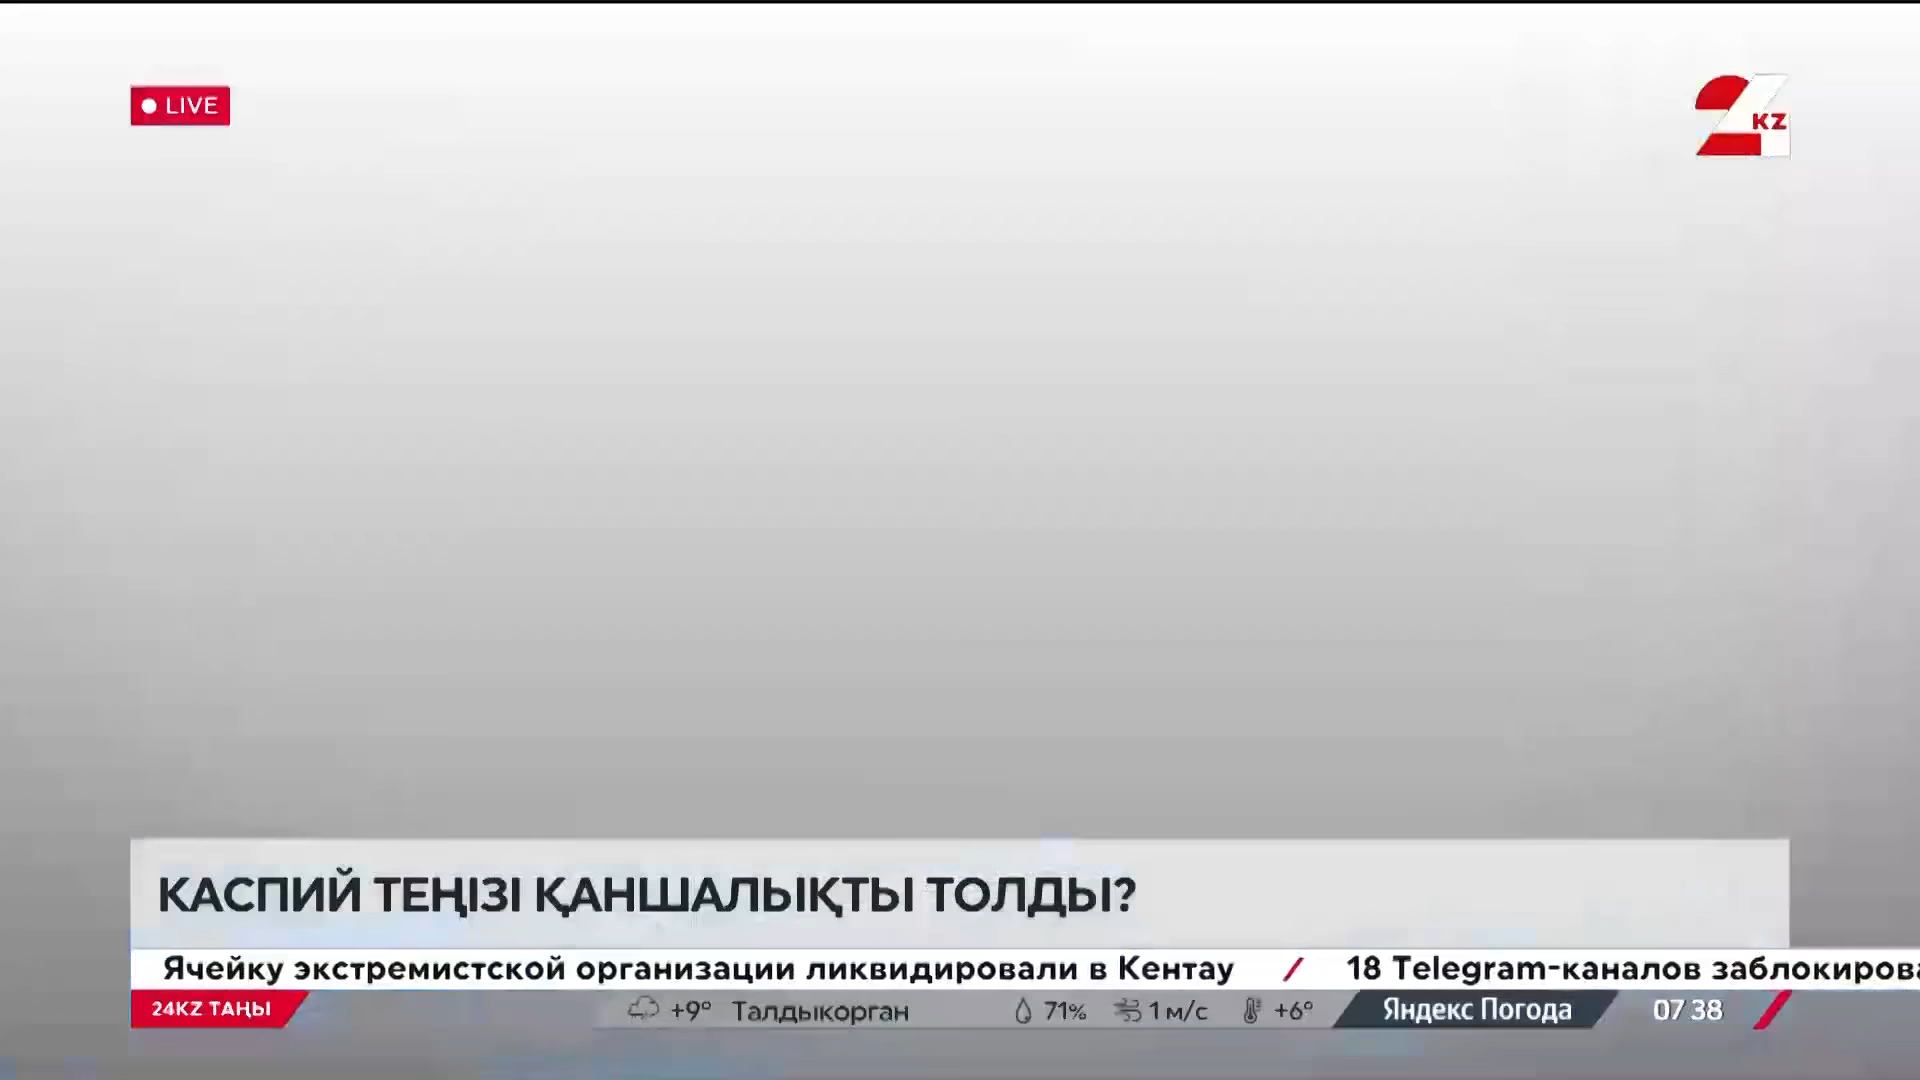 LIVE
24 KZ
КАСПИЙ ТЕҢІЗІ ҚАНШАЛЫҚТЫ ТОЛДЫ?
Ячейку экстремистской организации ликвидировали в Кентау / 18 Telegram-каналов
24KZ ТАҢЫ +9° Талдыкорган 71% 1 м/с +6° Яндекс Погода 07 38